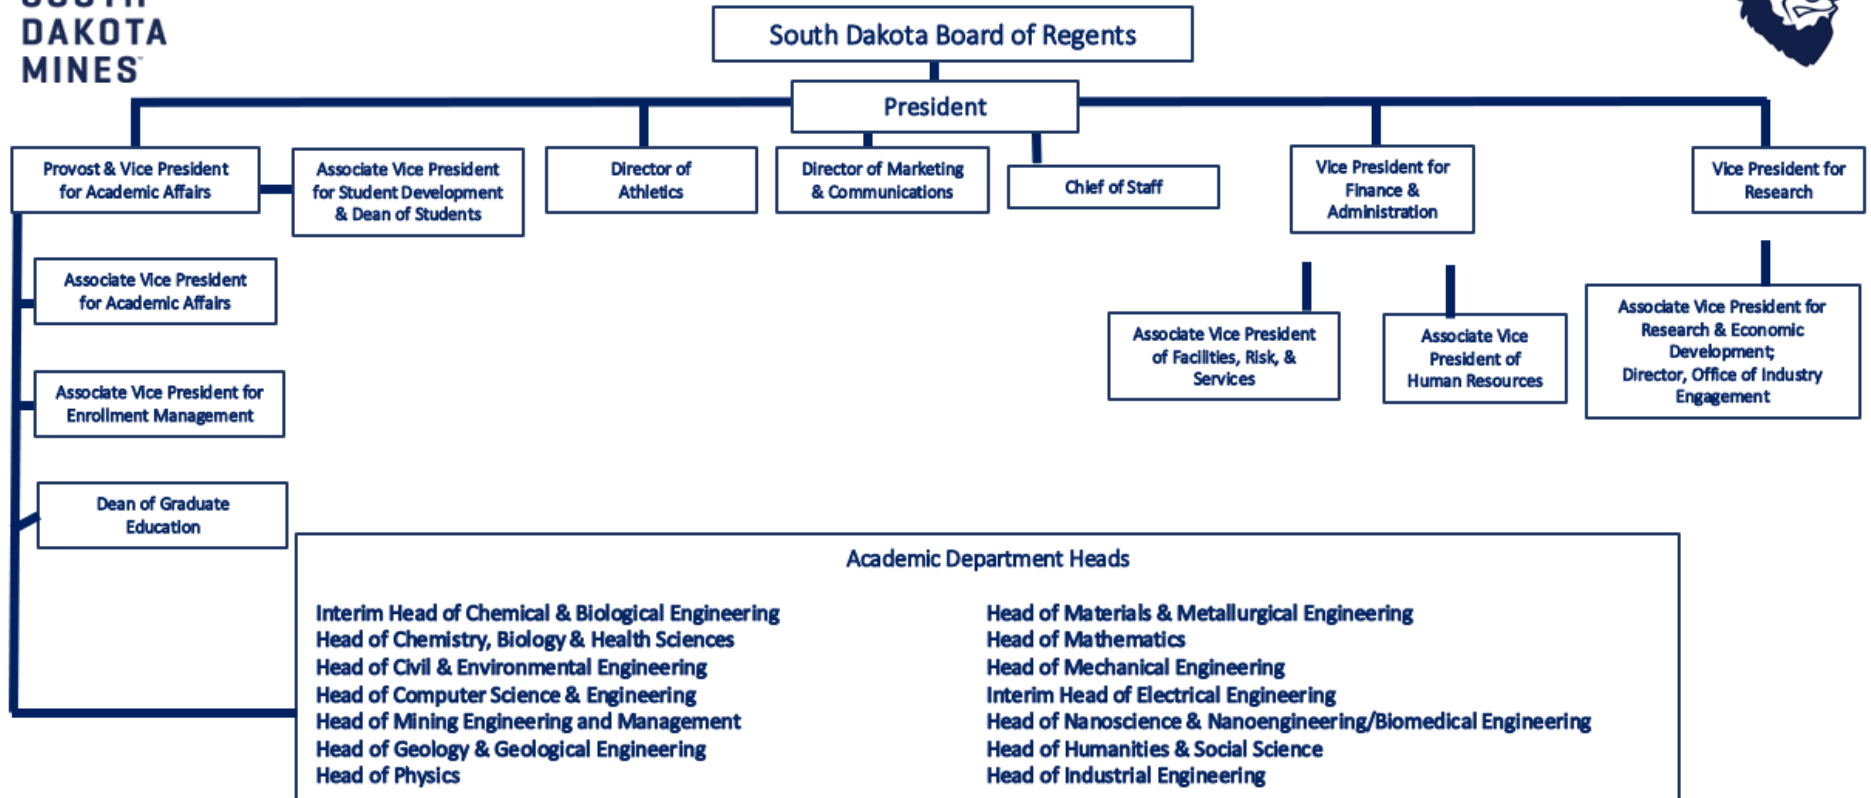 DAKOTA
MINES
South Dakota Board of Regents
President
Provost & Vice President
for Academic Affairs
Associate Vice President
for Student Development
& Dean of Students
Director of
Athletics
Director of Marketing
& Communications
Chief of Staff
Vice President for
Finance &
Administration
Vice President for
Research
Associate Vice President
for Academic Affairs
Associate Vice President for
Enrollment Management
Dean of Graduate
Education
Associate Vice President
of Facilities, Risk, &
Services
Associate Vice
President of
Human Resources
Associate Vice President for
Research & Economic
Development;
Director, Office of Industry
Engagement
Academic Department Heads
Interim Head of Chemical & Biological Engineering
Head of Chemistry, Biology & Health Sciences
Head of Civil & Environmental Engineering
Head of Computer Science & Engineering
Head of Mining Engineering and Management
Head of Geology & Geological Engineering
Head of Physics
Head of Materials & Metallurgical Engineering
Head of Mathematics
Head of Mechanical Engineering
Interim Head of Electrical Engineering
Head of Nanoscience & Nanoengineering/Biomedical Engineering
Head of Humanities & Social Science
Head of Industrial Engineering